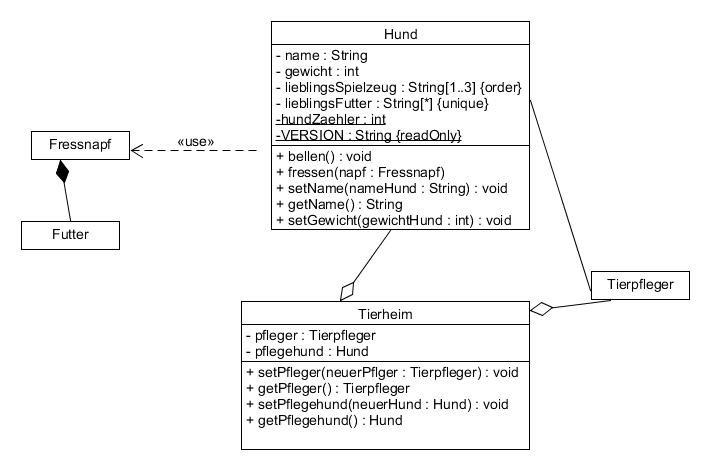 Hund
- name : String
- gewicht : int
- lieblingsSpielzeug : String[1..3] {order}
- lieblingsFutter : String[*] {unique}
-hundZaehler : int
-VERSION : String {readOnly}
+ bellen() : void
+ fressen(napf : Fressnapf)
+ setName(nameHund : String) : void
+ getName() : String
+ setGewicht(gewichtHund : int) : void
Fressnapf
«use»
Futter
Tierpfleger
Tierheim
- pfleger : Tierpfleger
- pflegehund : Hund
+ setPfleger(neuerPflger : Tierpfleger) : void
+ getPfleger() : Tierpfleger
+ setPflegehund(neuerHund : Hund) : void
+ getPflegehund() : Hund